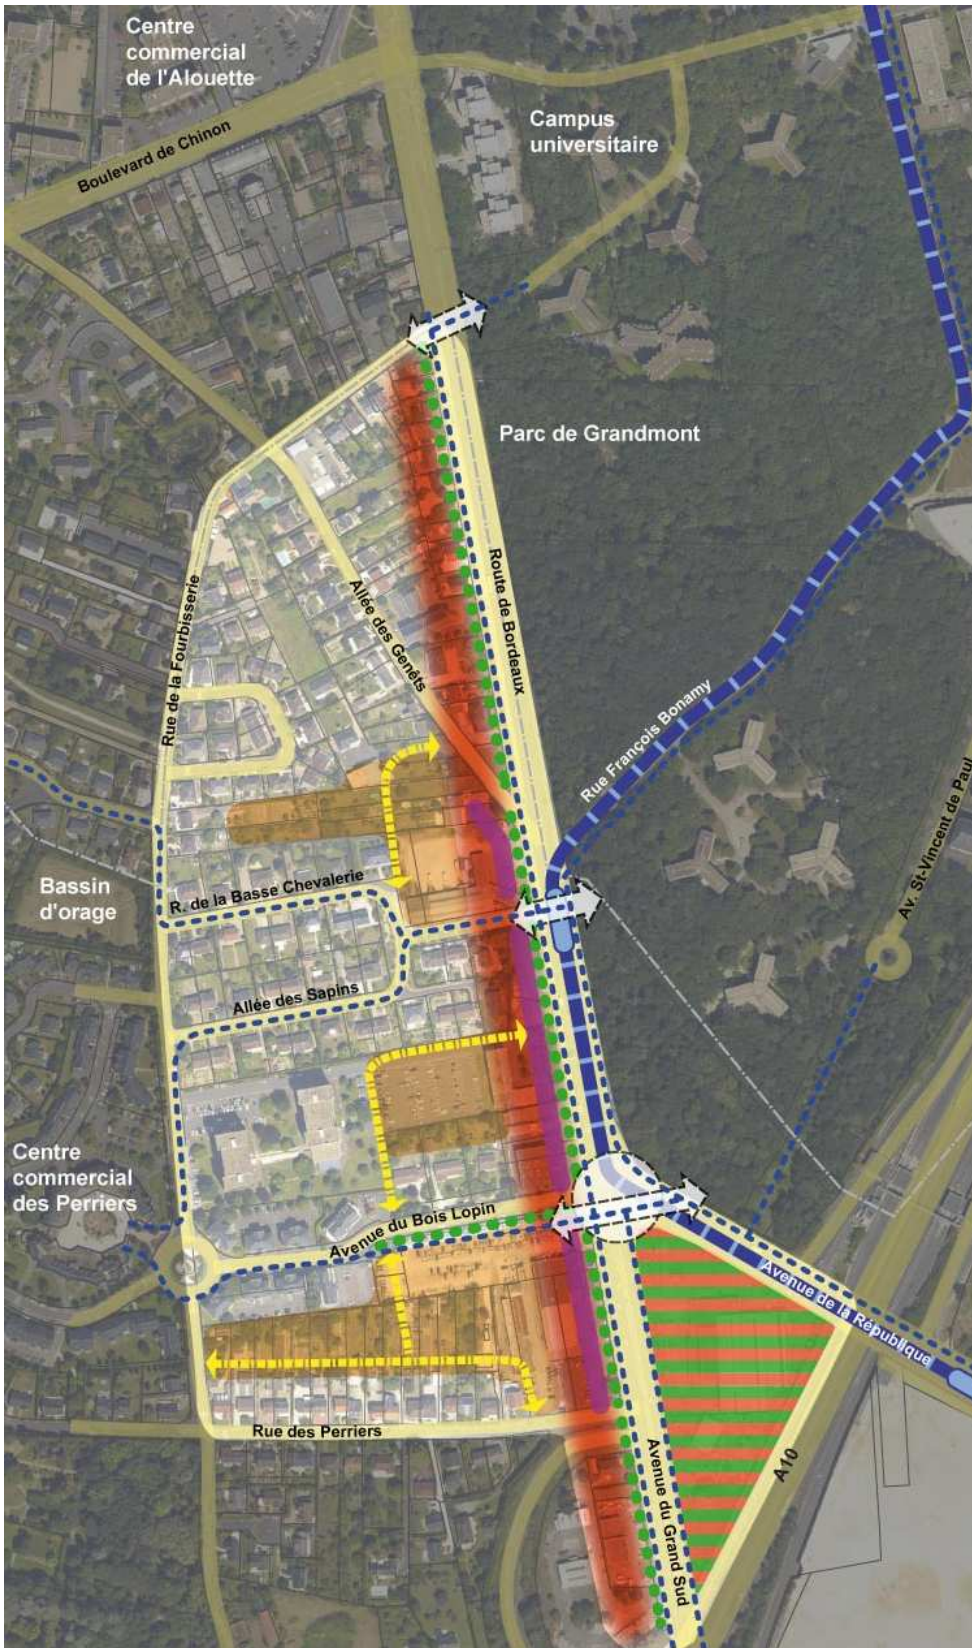 Centre
commercial
de l'Alouette
Boulevard de Chinon
Campus
universitaire
Parc de Grandmont
Route de Bordeaux
Allée des Genêts
Rue de la Fourbisserie
Rue François Bonamy
Av. St-Vincent de Paul
Bassin
d'orage
R. de la Basse Chevalerie
Allée des Sapins
Centre
commercial
des Perriers
Avenue du Bois Lopin
Avenue de la République
Rue des Perriers
Avenue du Grand Sud
A10